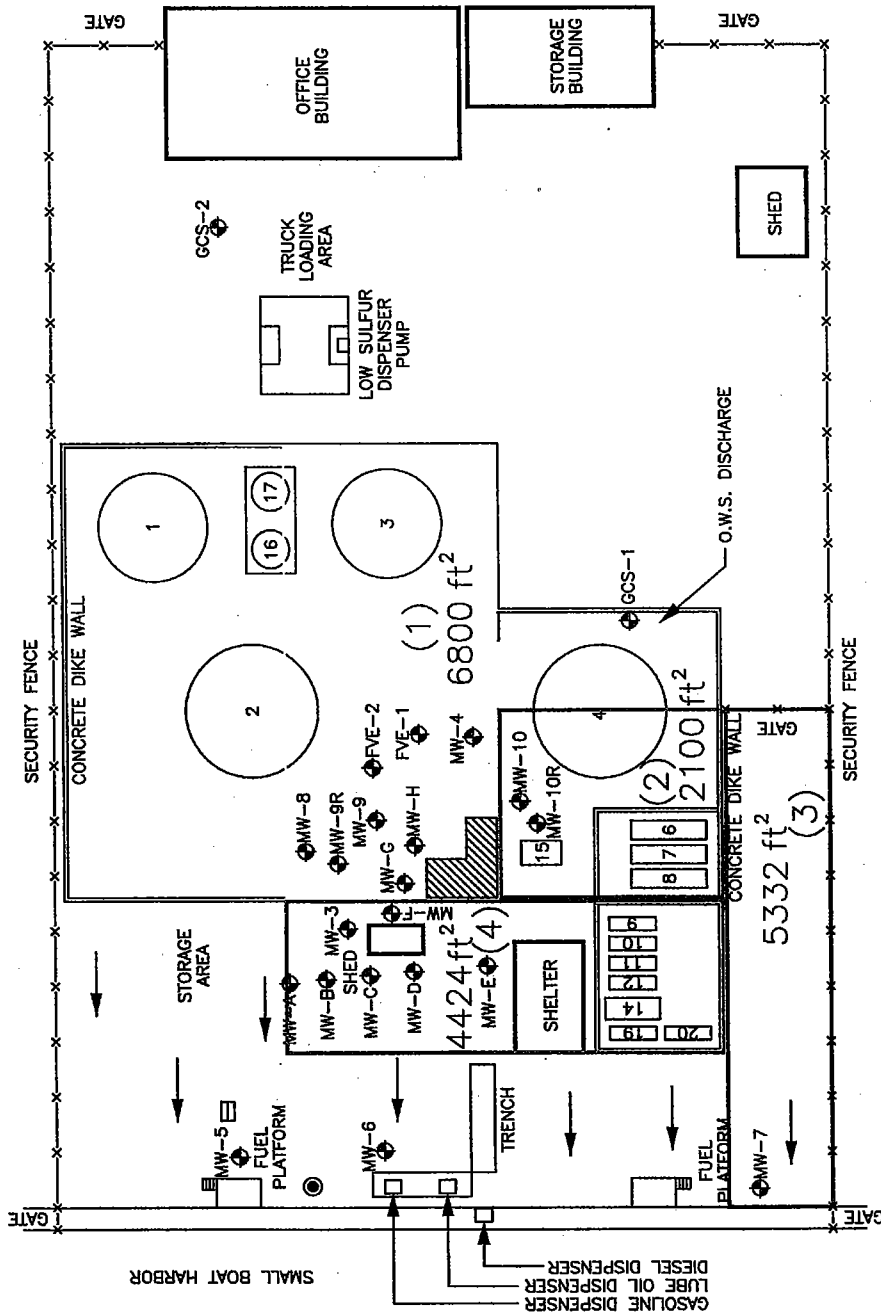 GATE
GATE
OFFICE
BUILDING
STORAGE
BUILDING
GCS-2
TRUCK
LOADING
AREA
LOW SULFUR
DISPENSER
PUMP
SHED
SECURITY FENCE
CONCRETE DIKE WALL
1
16
17
3
2
(1)
6800 ft²
GCS-1
O.W.S. DISCHARGE
4
FVE-2
FVE-1
MW-4
MW-8
MW-9R
MW-9
MW-H
MW-G
MW-F
MW-10
MW-10R
15
(2)
2100 ft²
6
7
8
GATE
CONCRETE DIKE WALL
SECURITY FENCE
5332 ft²
(3)
STORAGE
AREA
MW-3
SHED
MW-A
MW-B
MW-C
MW-D
MW-E
4424 ft²
(4)
SHELTER
9
10
11
12
14
19
20
MW-5
FUEL
PLATFORM
MW-6
TRENCH
FUEL
PLATFORM
MW-7
GATE
GATE
SMALL BOAT HARBOR
GASOLINE DISPENSER
LUBE OIL DISPENSER
DIESEL DISPENSER